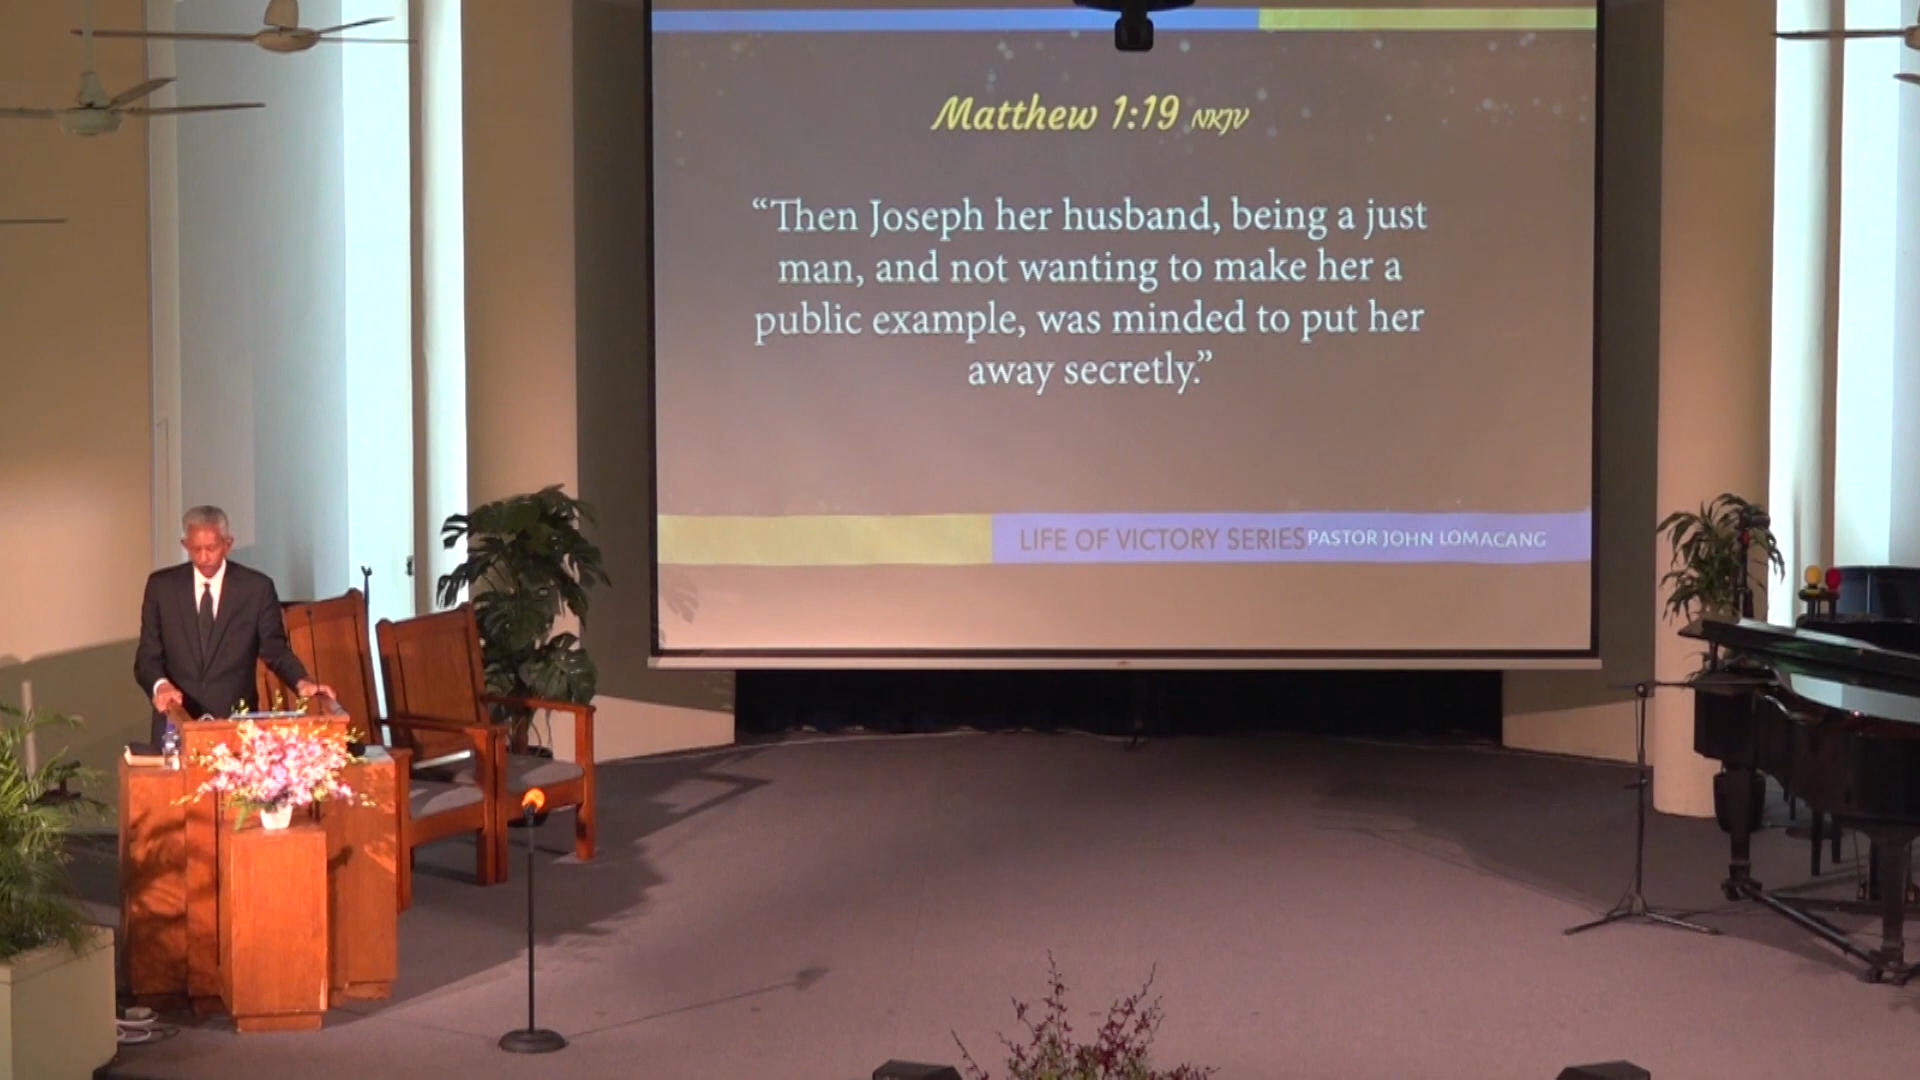 Matthew 1:19 NKJV
“Then Joseph her husband, being a just
man, and not wanting to make her a
public example, was minded to put her
away secretly.”
LIFE OF VICTORY SERIES PASTOR JOHN LOMACANG